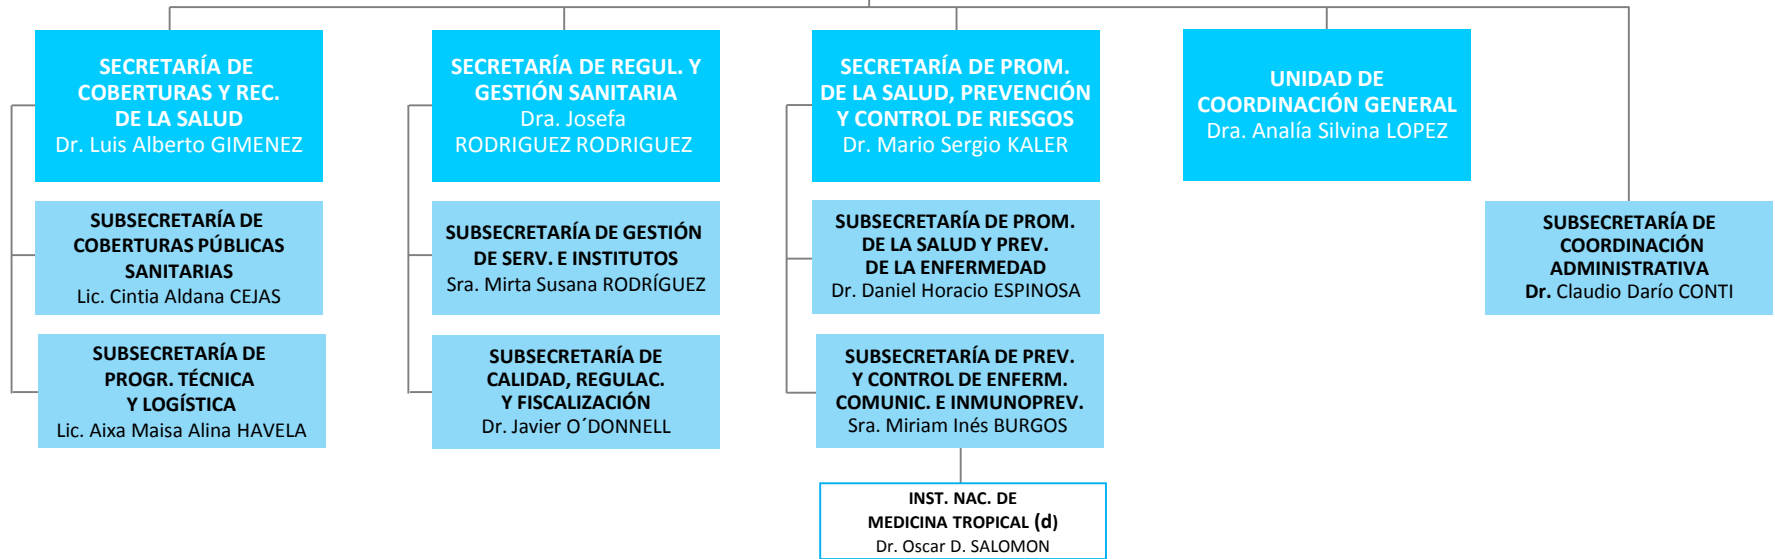 SECRETARÍA DE
COBERTURAS Y REC.
DE LA SALUD
Dr. Luis Alberto GIMENEZ
SECRETARÍA DE REGUL. Y
GESTIÓN SANITARIA
Dra. Josefa
RODRIGUEZ RODRIGUEZ
SECRETARÍA DE PROM.
DE LA SALUD, PREVENCIÓN
Y CONTROL DE RIESGOS
Dr. Mario Sergio KALER
UNIDAD DE
COORDINACIÓN GENERAL
Dra. Analía Silvina LOPEZ
SUBSECRETARÍA DE
COBERTURAS PÚBLICAS
SANITARIAS
Lic. Cintia Aldana CEJAS
SUBSECRETARÍA DE GESTIÓN
DE SERV. E INSTITUTOS
Sra. Mirta Susana RODRÍGUEZ
SUBSECRETARÍA DE PROM.
DE LA SALUD Y PREV.
DE LA ENFERMEDAD
Dr. Daniel Horacio ESPINOSA
SUBSECRETARÍA DE
COORDINACIÓN
ADMINISTRATIVA
Dr. Claudio Darío CONTI
SUBSECRETARÍA DE
PROGR. TÉCNICA
Y LOGÍSTICA
Lic. Aixa Maisa Alina HAVELA
SUBSECRETARÍA DE
CALIDAD, REGULAC.
Y FISCALIZACIÓN
Dr. Javier O´DONNELL
SUBSECRETARÍA DE PREV.
Y CONTROL DE ENFERM.
COMUNIC. E INMUNOPREV.
Sra. Miriam Inés BURGOS
INST. NAC. DE
MEDICINA TROPICAL (d)
Dr. Oscar D. SALOMON